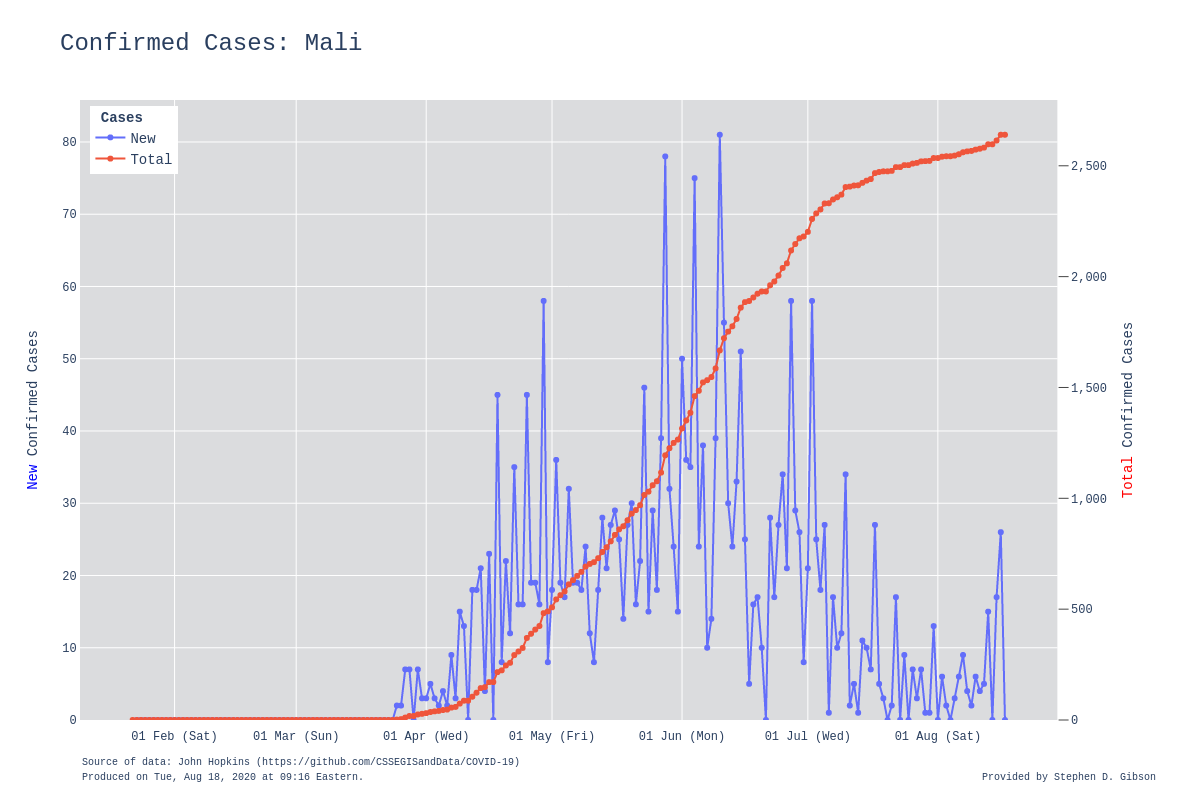 Confirmed Cases: Mali
Cases
New
Total
80
70
60
50
40
30
20
10
0
2,500
2,000
1,500
1,000
500
0
New Confirmed Cases
Total Confirmed Cases
01 Feb (Sat)
01 Mar (Sun)
01 Apr (Wed)
01 May (Fri)
01 Jun (Mon)
01 Jul (Wed)
01 Aug (Sat)
Source of data: John Hopkins (https://github.com/CSSEGISandData/COVID-19)
Produced on Tue, Aug 18, 2020 at 09:16 Eastern.
Provided by Stephen D. Gibson